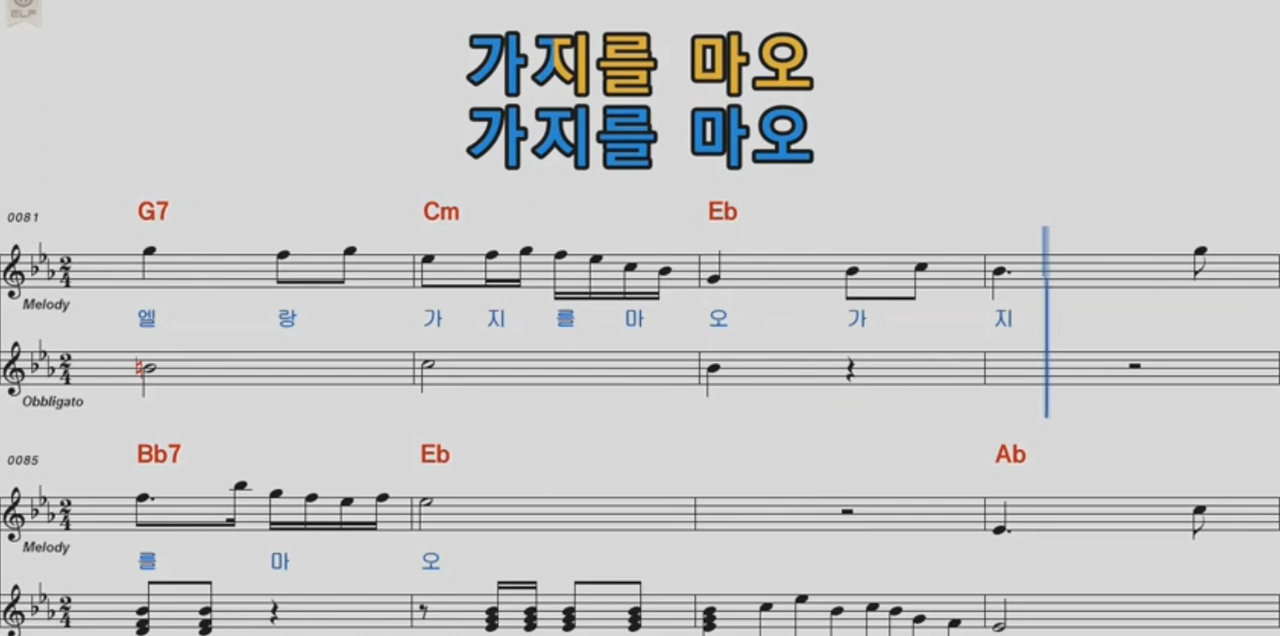 ELF
가지를 마오
가지를 마오
0081 G7 Cm Eb
Melody
엘 랑 가 지 를 마 오 가 지
Obbligato
0085 Bb7 Eb Ab
Melody
를 마 오